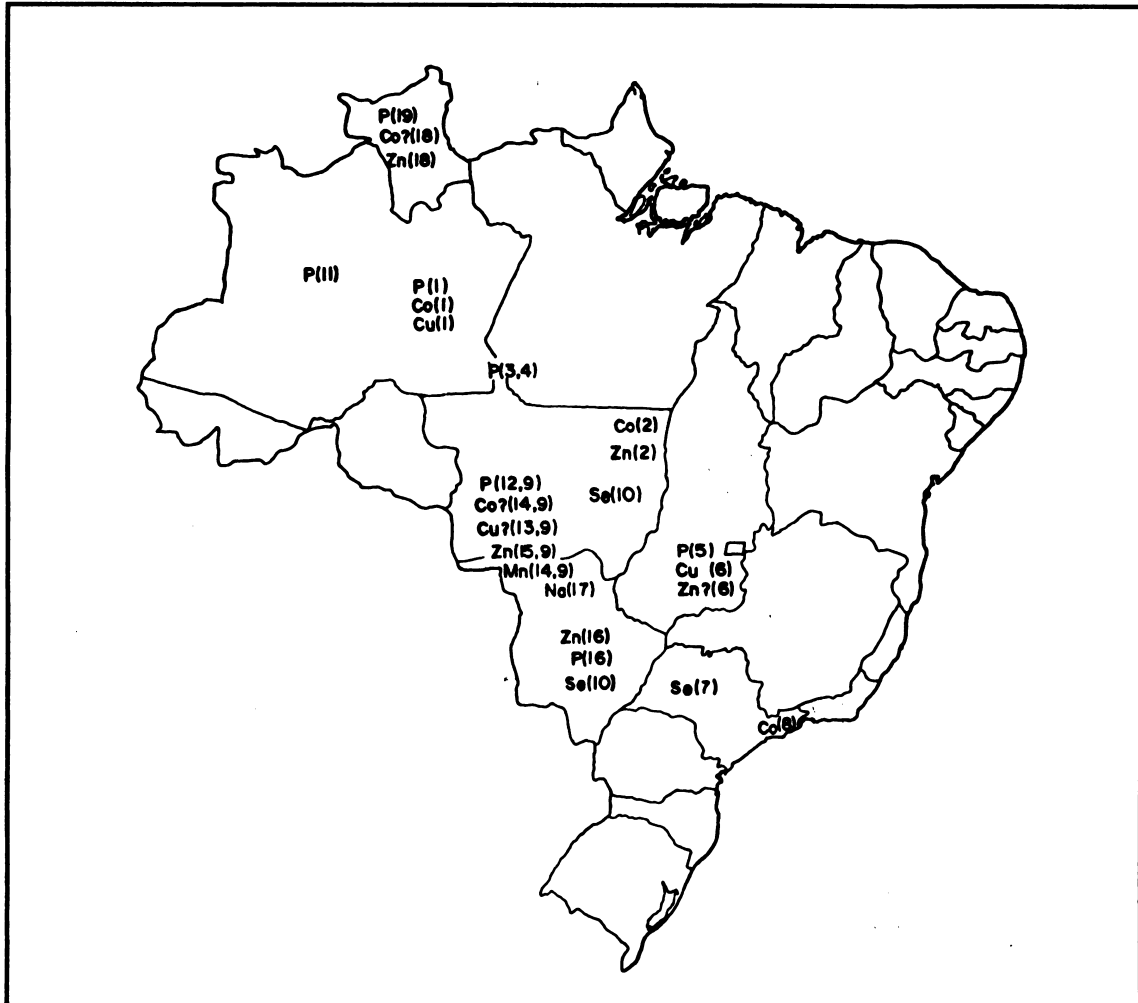 P(19)
Co?(18)
Zn(18)
P(11)
P(1)
Co(1)
Cu(1)
P(3,4)
Co(2)
Zn(2)
Se(10)
P(12,9)
Co?(14,9)
Cu?(13,9)
Zn(15,9)
Mn(14,9)
Na(17)
P(5)
Cu (6)
Zn?(6)
Zn(16)
P(16)
Se(10)
Se(7)
Co(8)